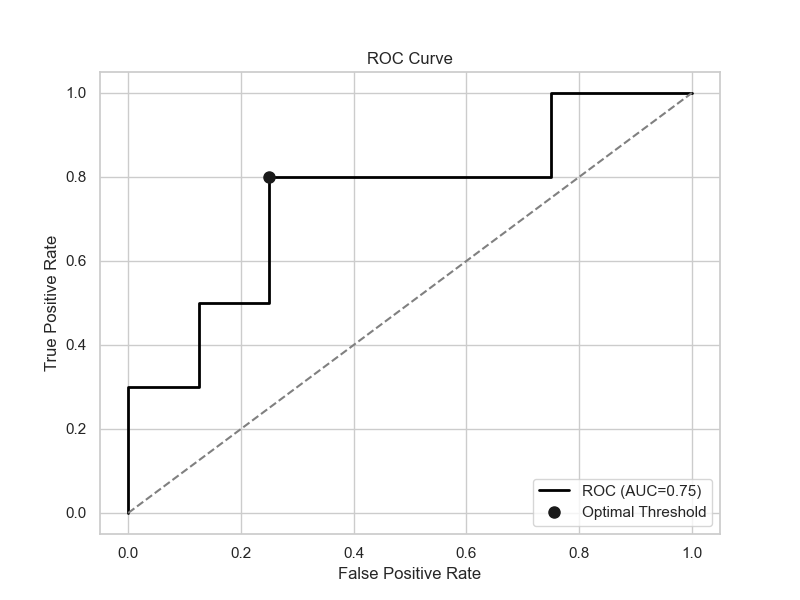 ROC Curve
True Positive Rate
1.0
0.8
0.6
0.4
0.2
0.0
0.0 0.2 0.4 0.6 0.8 1.0
False Positive Rate
ROC (AUC=0.75)
Optimal Threshold